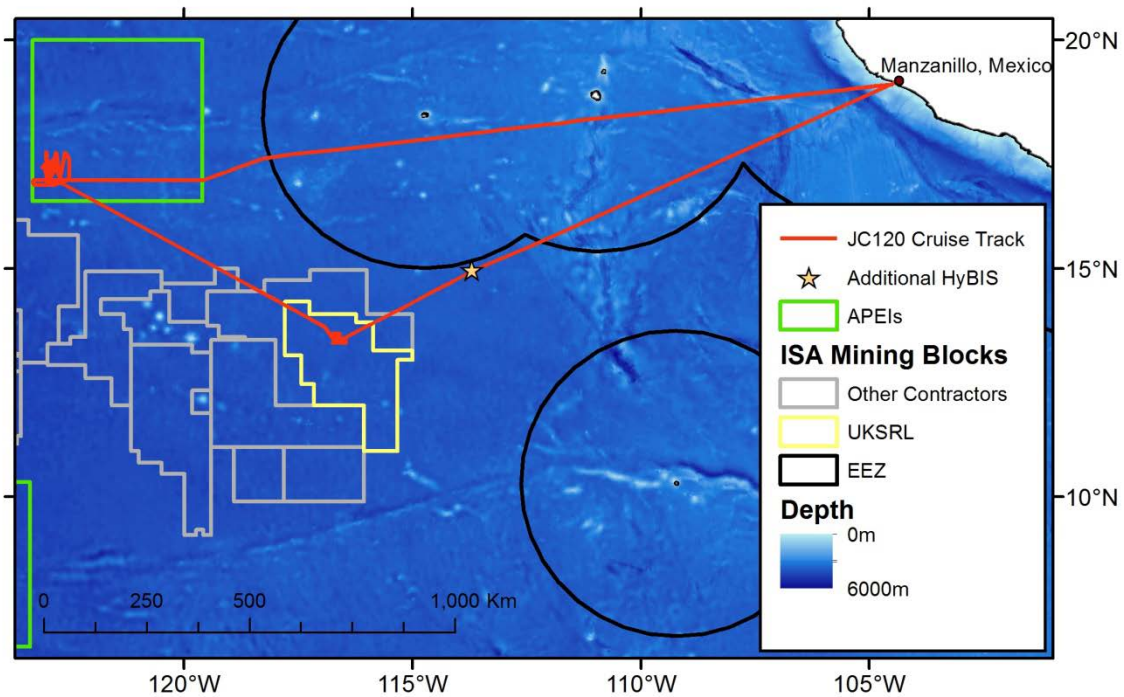 20°N
Manzanillo, Mexico
15°N
10°N
JC120 Cruise Track
Additional HyBIS
APEIs
ISA Mining Blocks
Other Contractors
UKSRL
EEZ
Depth
0m
6000m
0 250 500 1,000 Km
120°W 115°W 110°W 105°W